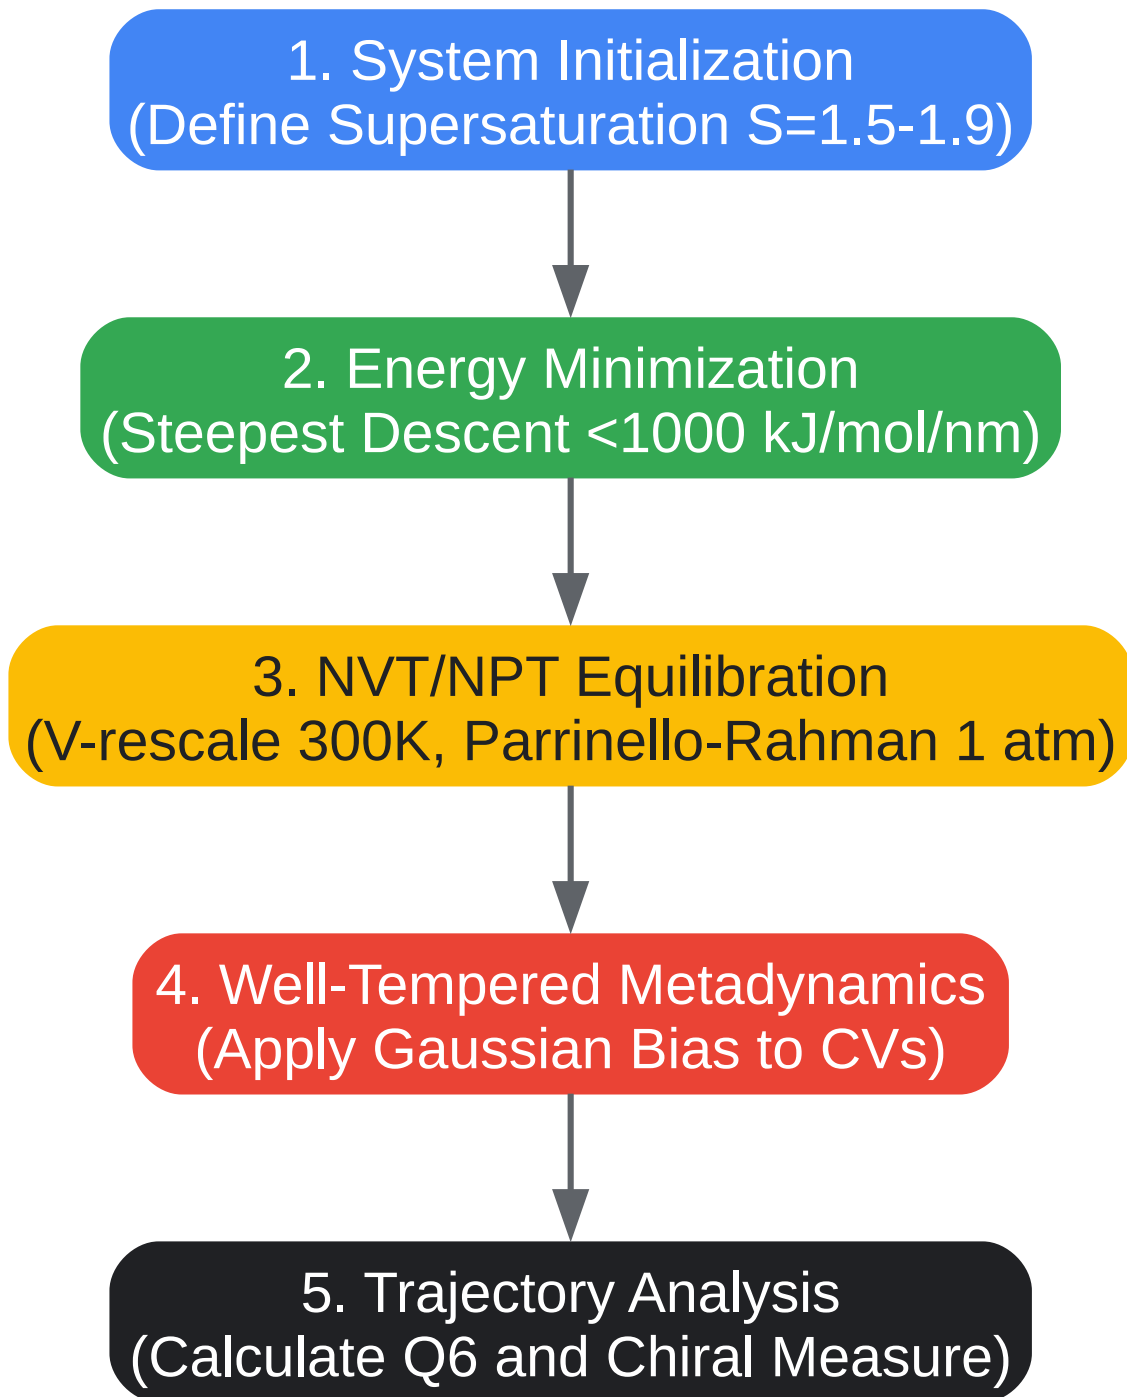 1. System Initialization
(Define Supersaturation S=1.5-1.9)
2. Energy Minimization
(Steepest Descent <1000 kJ/mol/nm)
3. NVT/NPT Equilibration
(V-rescale 300K, Parrinello-Rahman 1 atm)
4. Well-Tempered Metadynamics
(Apply Gaussian Bias to CVs)
5. Trajectory Analysis
(Calculate Q6 and Chiral Measure)